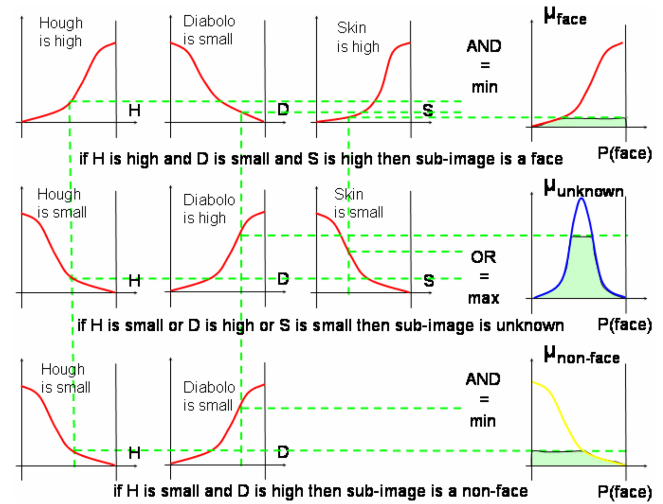 Hough
is high
Diabolo
is small
Skin
is high
AND
=
min
μface
H
D
S
P(face)
if H is high and D is small and S is high then sub-image is a face
Hough
is small
Diabolo
is high
Skin
is small
OR
=
max
μunknown
H
D
S
P(face)
if H is small or D is high or S is small then sub-image is unknown
Hough
is small
Diabolo
is small
AND
=
min
μnon-face
H
D
P(face)
if H is small and D is high then sub-image is a non-face